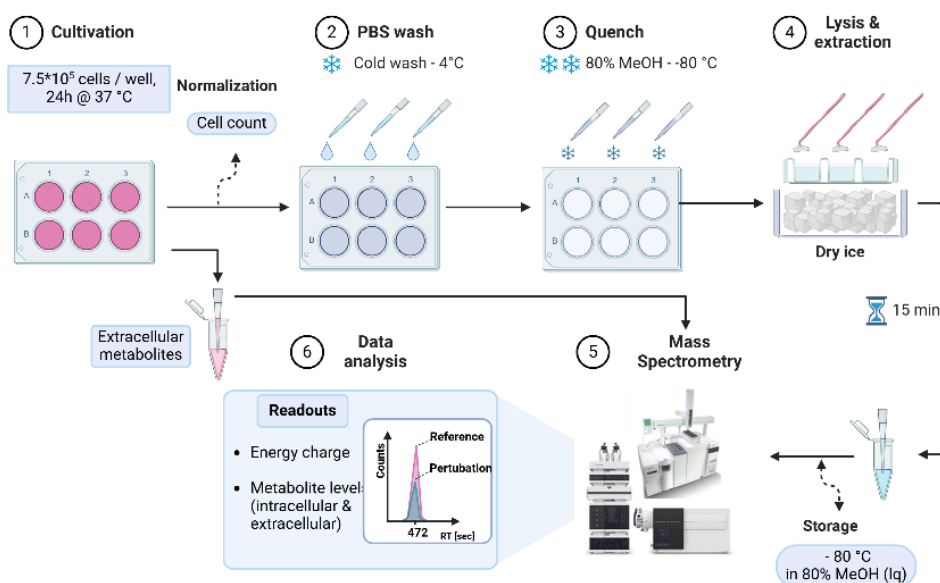 1 Cultivation
7.5*10⁵ cells / well,
24h @ 37 °C
Normalization
Cell count
1 2 3
A
B
2 PBS wash
Cold wash - 4°C
1 2 3
A
B
3 Quench
80% MeOH - -80 °C
1 2 3
A
B
4 Lysis &
extraction
Dry ice
15 min
Extracellular
metabolites
6 Data
analysis
Readouts
• Energy charge
• Metabolite levels
(intracellular &
extracellular)
Counts
Reference
Pertubation
472
RT [sec]
5 Mass
Spectrometry
Storage
- 80 °C
in 80% MeOH (lq)